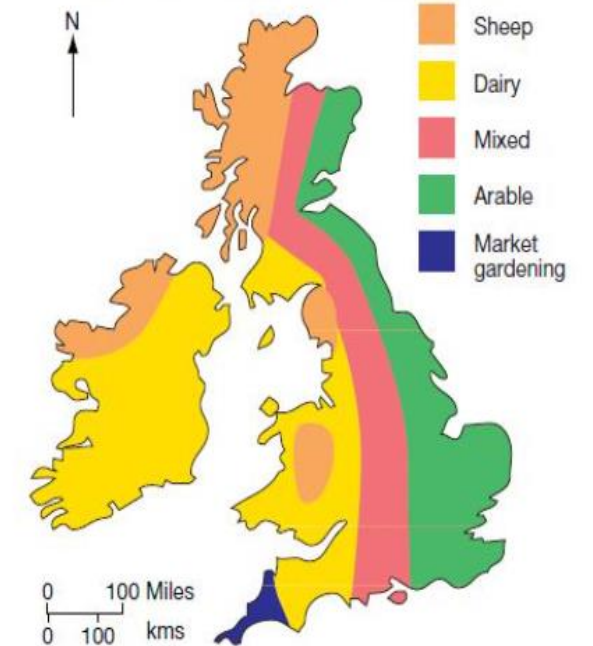 N
Sheep
Dairy
Mixed
Arable
Market
gardening
0 100 Miles
0 100 kms